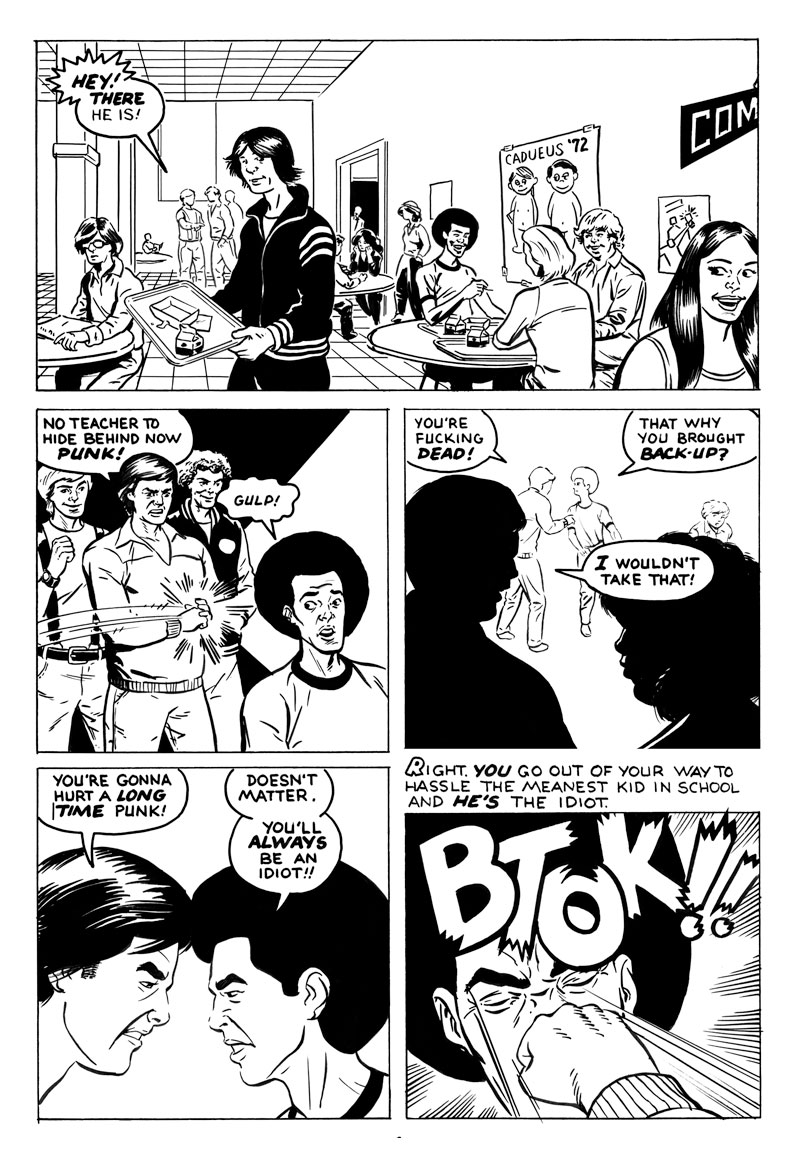 HEY!
THERE
HE IS!
CADUEUS '72
COM
NO TEACHER TO
HIDE BEHIND NOW
PUNK!
GULP!
YOU'RE
FUCKING
DEAD!
THAT WHY
YOU BROUGHT
BACK-UP?
I WOULDN'T
TAKE THAT!
YOU'RE GONNA
HURT A LONG
TIME PUNK!
DOESN'T
MATTER.
YOU'LL
ALWAYS
BE AN
IDIOT!!
RIGHT. YOU GO OUT OF YOUR WAY TO
HASSLE THE MEANEST KID IN SCHOOL
AND HE'S THE IDIOT.
BTOK!!!